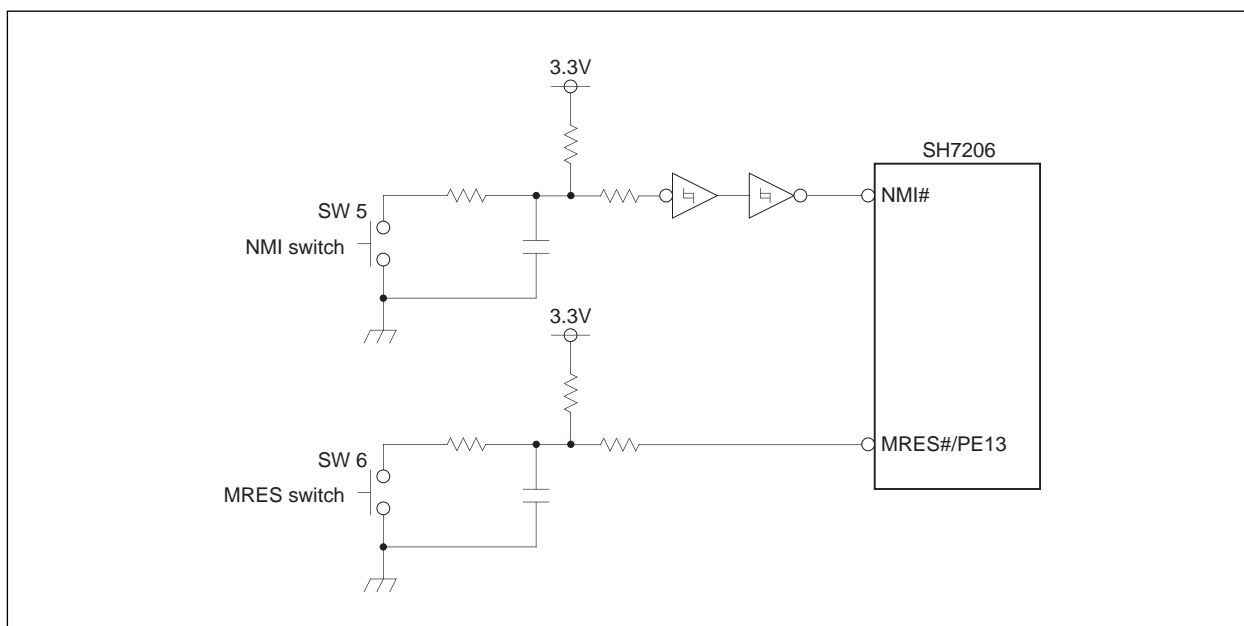 3.3V
SH7206
NMI#
SW 5
NMI switch
3.3V
MRES#/PE13
SW 6
MRES switch